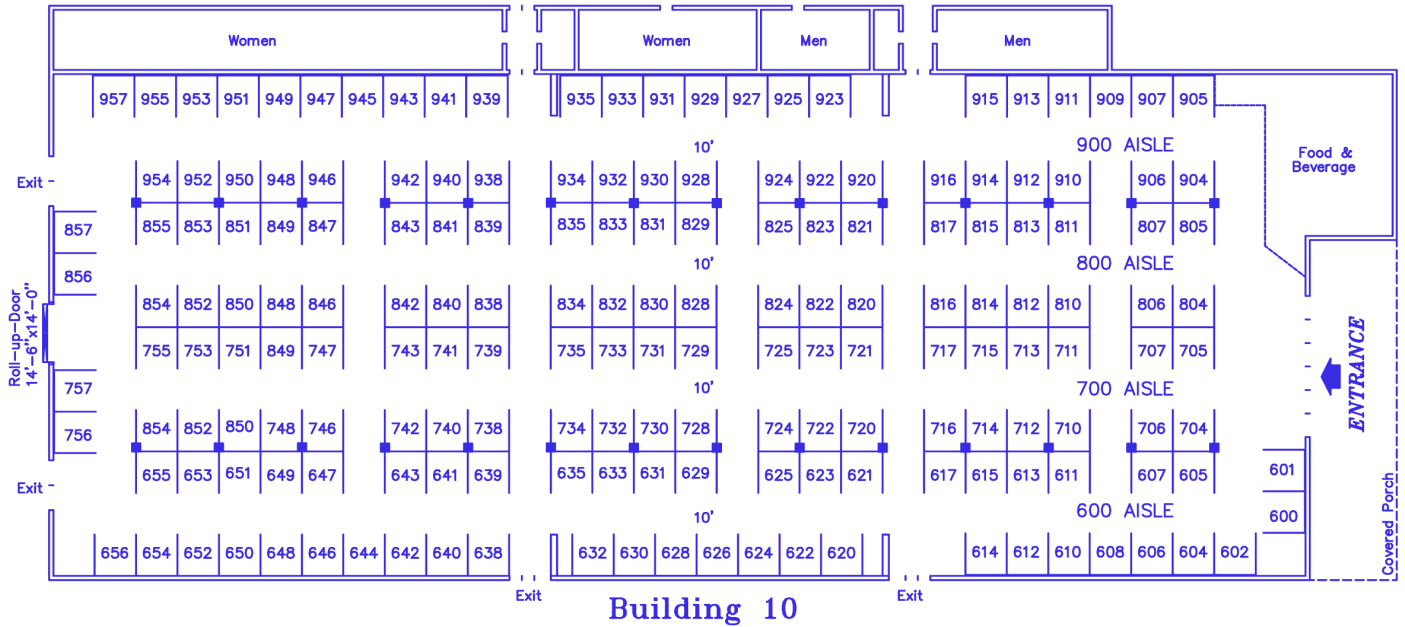 Women Women Men Men
957 955 953 951 949 947 945 943 941 939 935 933 931 929 927 925 923 915 913 911 909 907 905
10' 900 AISLE
Food &
Beverage
Exit 954 952 950 948 946 942 940 938 934 932 930 928 924 922 920 916 914 912 910 906 904
857 855 853 851 849 847 843 841 839 835 833 831 829 825 823 821 817 815 813 811 807 805
10' 800 AISLE
856
854 852 850 848 846 842 840 838 834 832 830 828 824 822 820 816 814 812 810 806 804
Roll-up-Door
14'-6"x14'-0"
755 753 751 849 747 743 741 739 735 733 731 729 725 723 721 717 715 713 711 707 705
ENTRANCE
757 10' 700 AISLE
756 854 852 850 748 746 742 740 738 734 732 730 728 724 722 720 716 714 712 710 706 704
655 653 651 649 647 643 641 639 635 633 631 629 625 623 621 617 615 613 611 607 605 601
Exit
10' 600 AISLE 600
Covered Porch
656 654 652 650 648 646 644 642 640 638 632 630 628 626 624 622 620 614 612 610 608 606 604 602
Exit Exit
Building 10